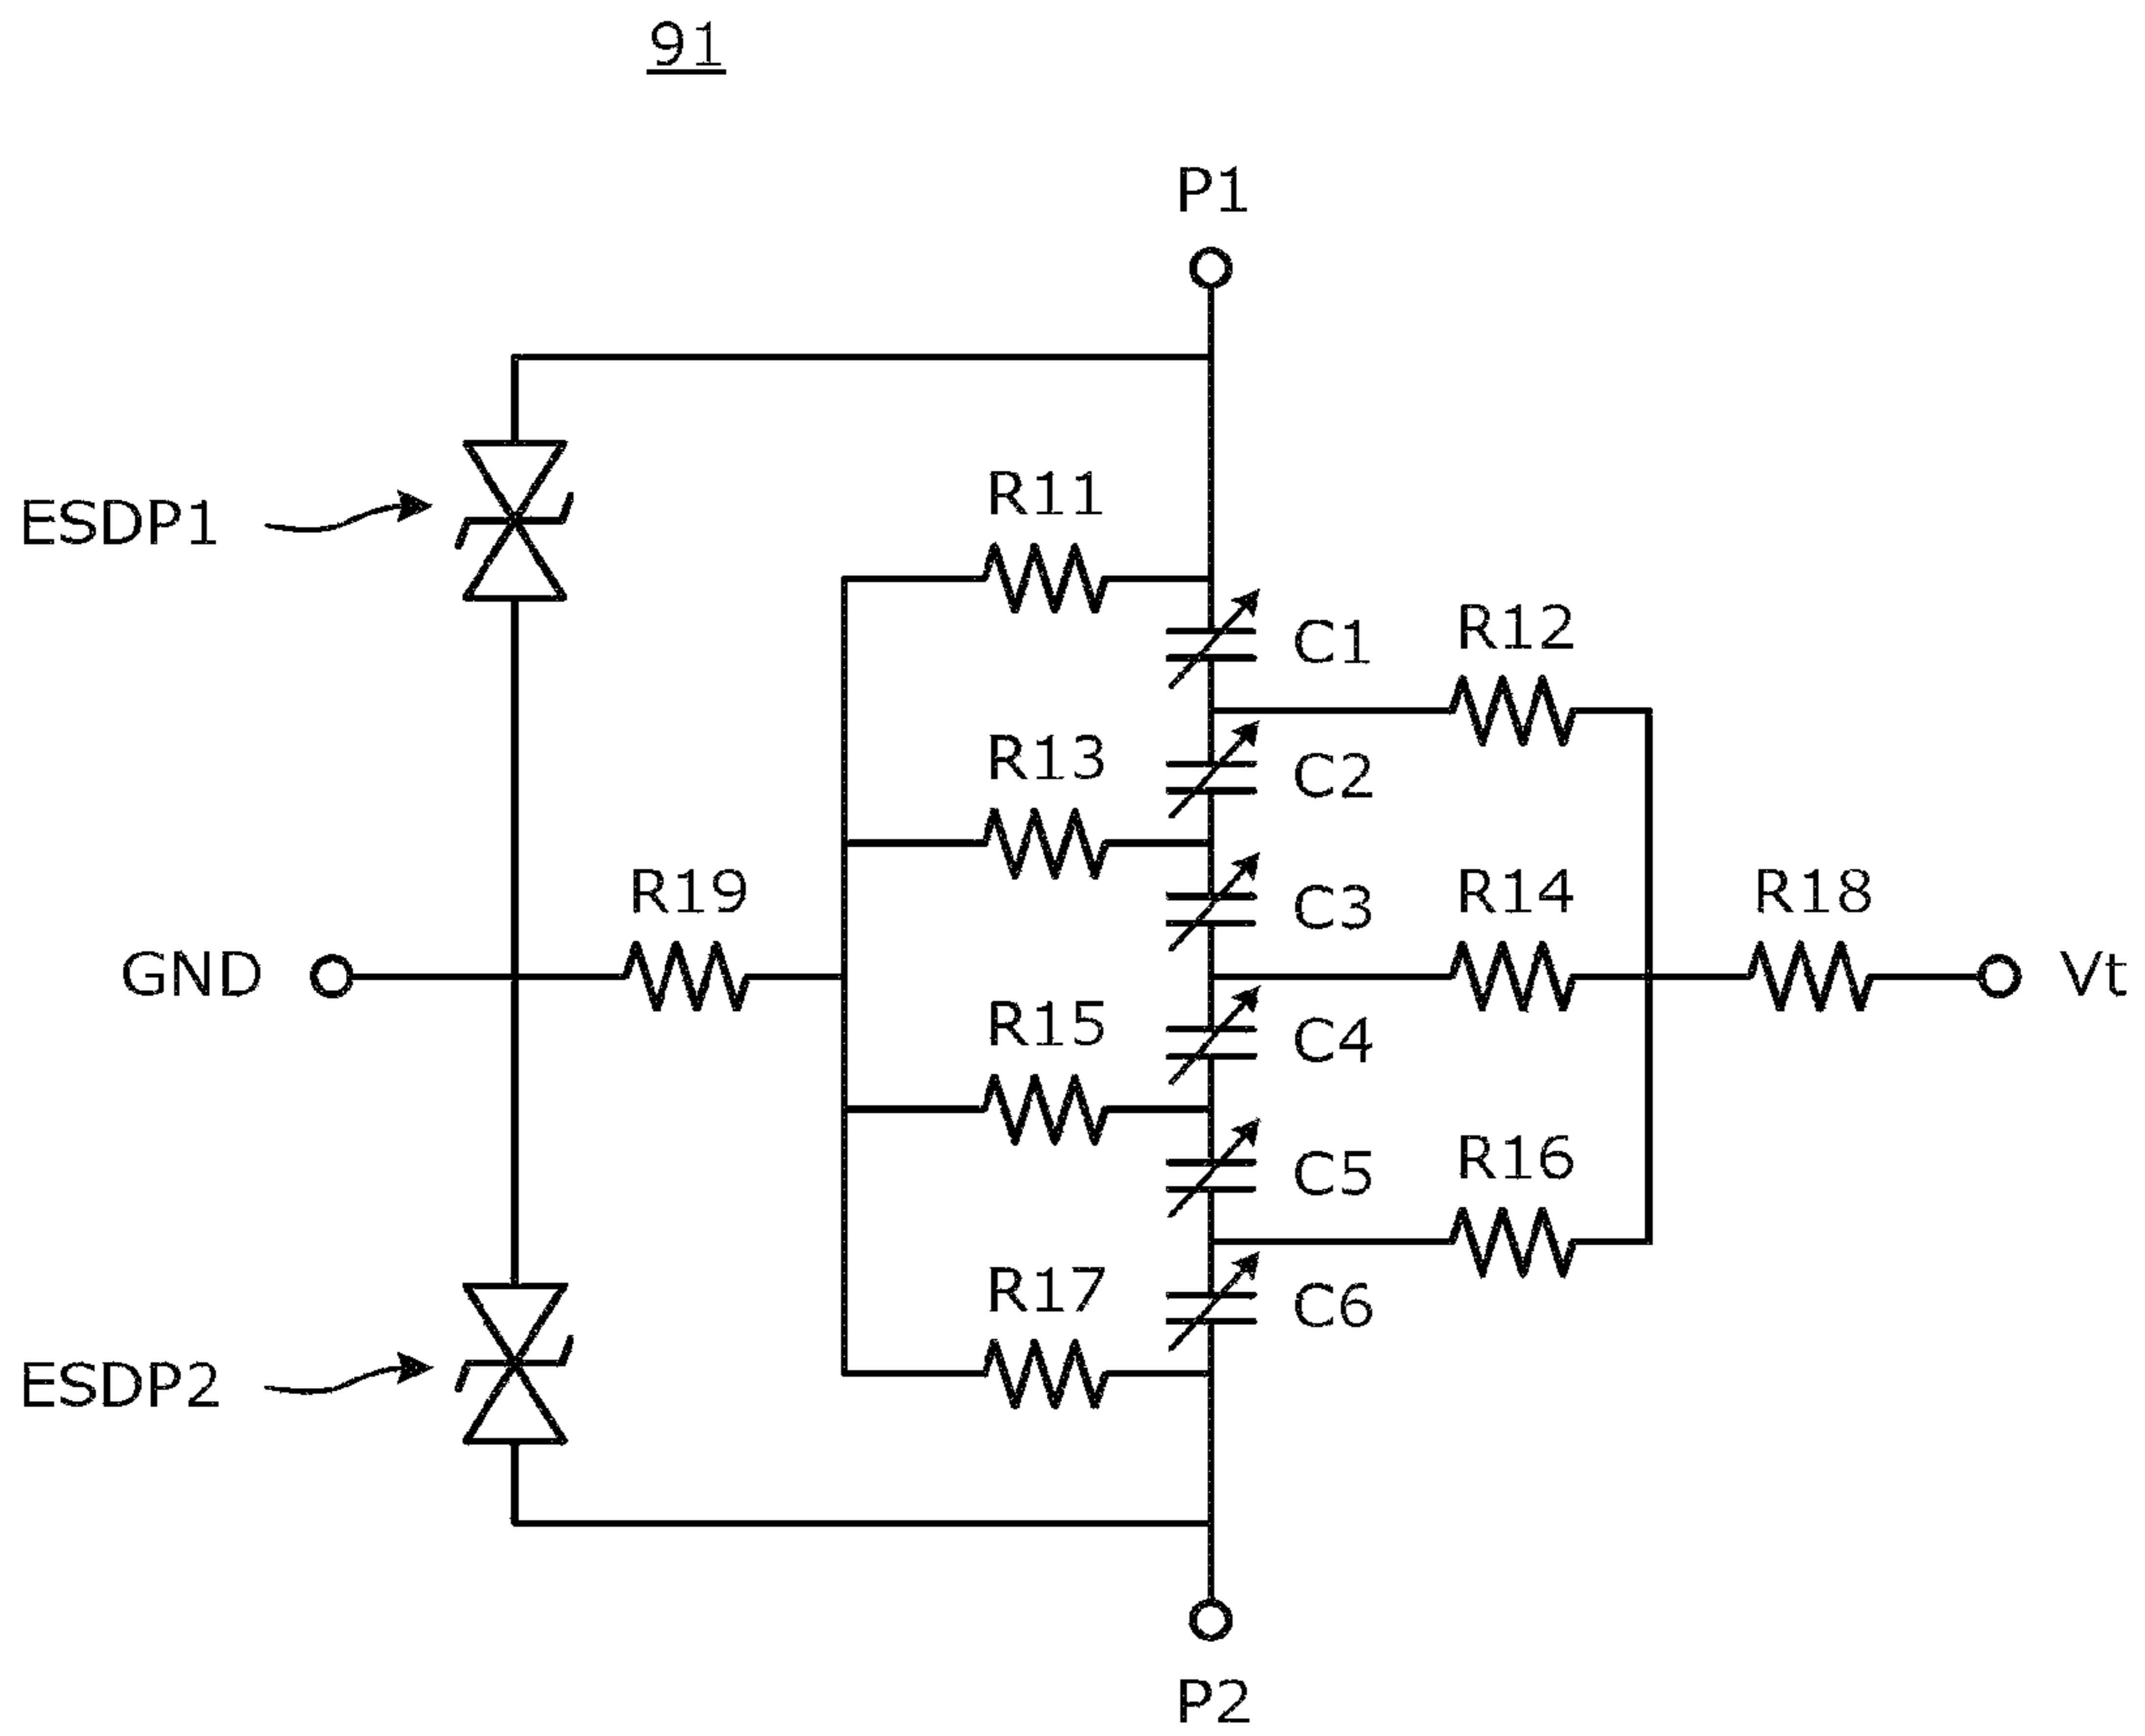 91
P1
R11
ESDP1
C1
R12
R13
C2
R19
C3
R14
R18
GND
Vt
R15
C4
C5
R16
R17
C6
ESDP2
P2